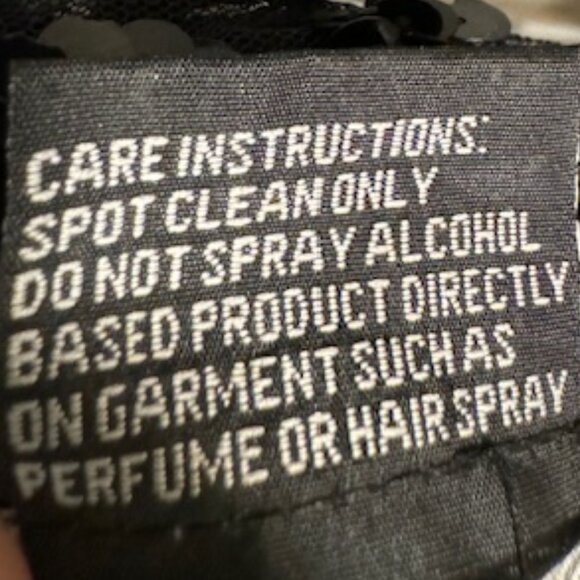 CARE INSTRUCTIONS:
SPOT CLEAN ONLY
DO NOT SPRAY ALCOHOL
BASED PRODUCT DIRECTLY
ON GARMENT SUCH AS
PERFUME OR HAIR SPRAY